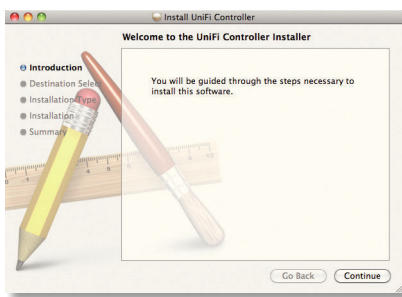 Install UniFi Controller
Welcome to the UniFi Controller Installer
Introduction
Destination Select
Installation Type
Installation
Summary
You will be guided through the steps necessary to
install this software.
Go Back
Continue